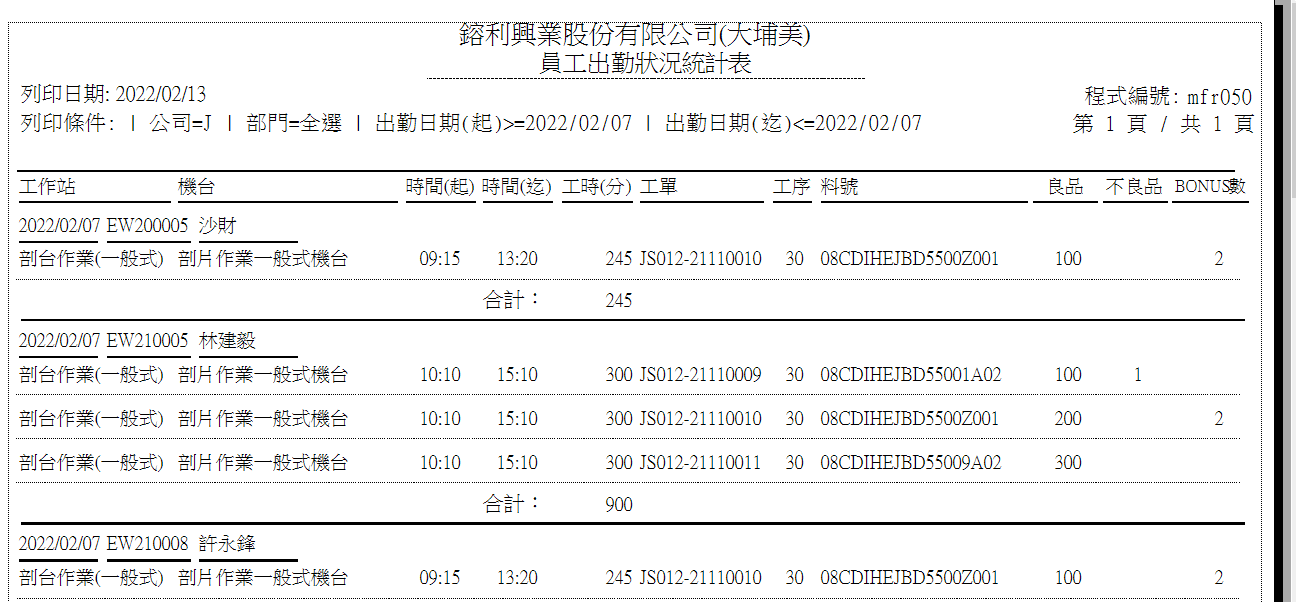 鎔利興業股份有限公司(大埔美)
員工出勤狀況統計表
列印日期: 2022/02/13 程式編號: mfr050
列印條件: | 公司=J | 部門=全選 | 出勤日期(起)>=2022/02/07 | 出勤日期(迄)<=2022/02/07 第 1 頁 / 共 1 頁
工作站 機台 時間(起) 時間(迄) 工時(分) 工單 工序 料號 良品 不良品 BONUS數
2022/02/07 EW200005 沙財
剖台作業(一般式) 剖片作業一般式機台 09:15 13:20 245 JS012-21110010 30 08CDIHEJBD5500Z001 100 2
合計： 245
2022/02/07 EW210005 林建毅
剖台作業(一般式) 剖片作業一般式機台 10:10 15:10 300 JS012-21110009 30 08CDIHEJBD55001A02 100 1
剖台作業(一般式) 剖片作業一般式機台 10:10 15:10 300 JS012-21110010 30 08CDIHEJBD5500Z001 200 2
剖台作業(一般式) 剖片作業一般式機台 10:10 15:10 300 JS012-21110011 30 08CDIHEJBD55009A02 300
合計： 900
2022/02/07 EW210008 許永鋒
剖台作業(一般式) 剖片作業一般式機台 09:15 13:20 245 JS012-21110010 30 08CDIHEJBD5500Z001 100 2